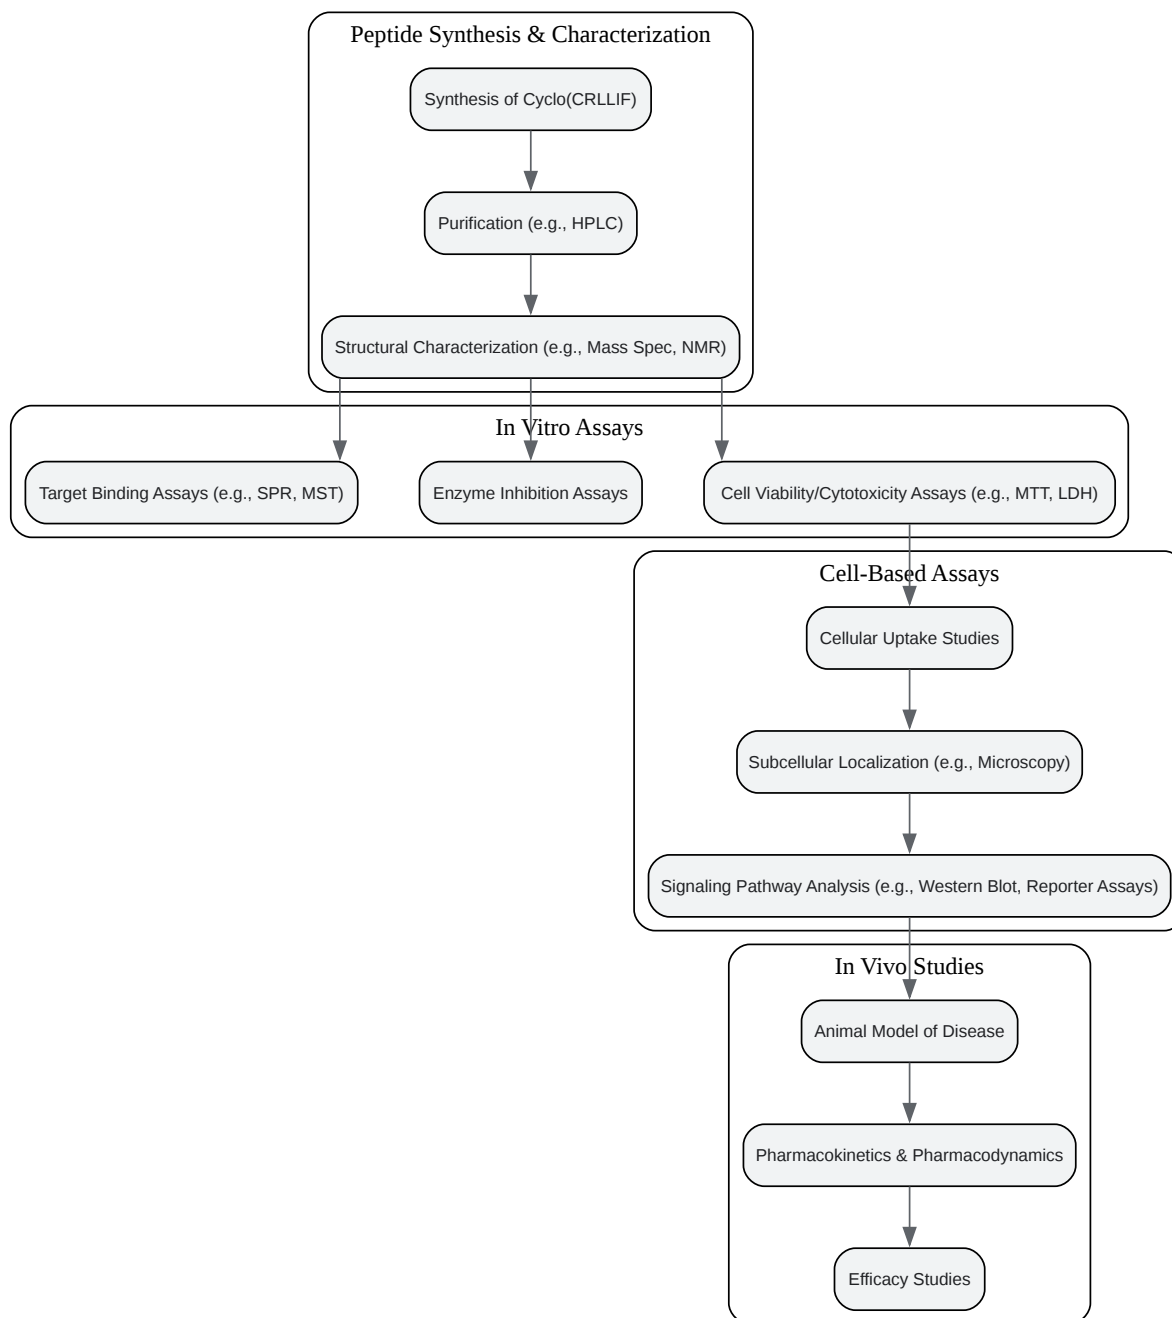 Peptide Synthesis & Characterization
Synthesis of Cyclo(CRLLIF)
Purification (e.g., HPLC)
Structural Characterization (e.g., Mass Spec, NMR)
In Vitro Assays
Target Binding Assays (e.g., SPR, MST)
Enzyme Inhibition Assays
Cell Viability/Cytotoxicity Assays (e.g., MTT, LDH)
Cell-Based Assays
Cellular Uptake Studies
Subcellular Localization (e.g., Microscopy)
Signaling Pathway Analysis (e.g., Western Blot, Reporter Assays)
In Vivo Studies
Animal Model of Disease
Pharmacokinetics & Pharmacodynamics
Efficacy Studies